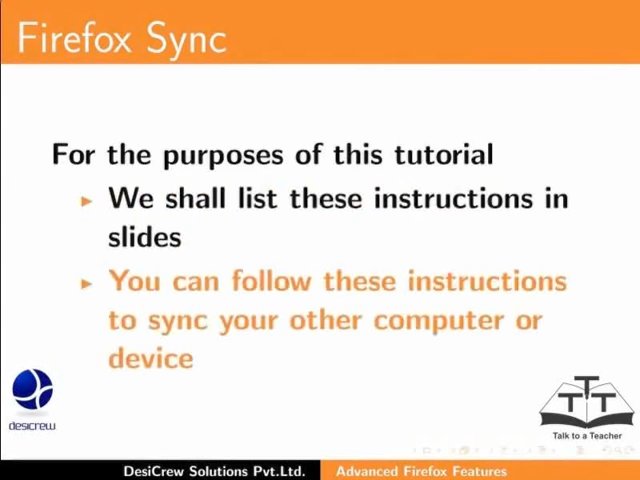 Firefox Sync
For the purposes of this tutorial
We shall list these instructions in
slides
You can follow these instructions
to sync your other computer or
device
desicrew
TTT
Talk to a Teacher
DesiCrew Solutions Pvt.Ltd. Advanced Firefox Features